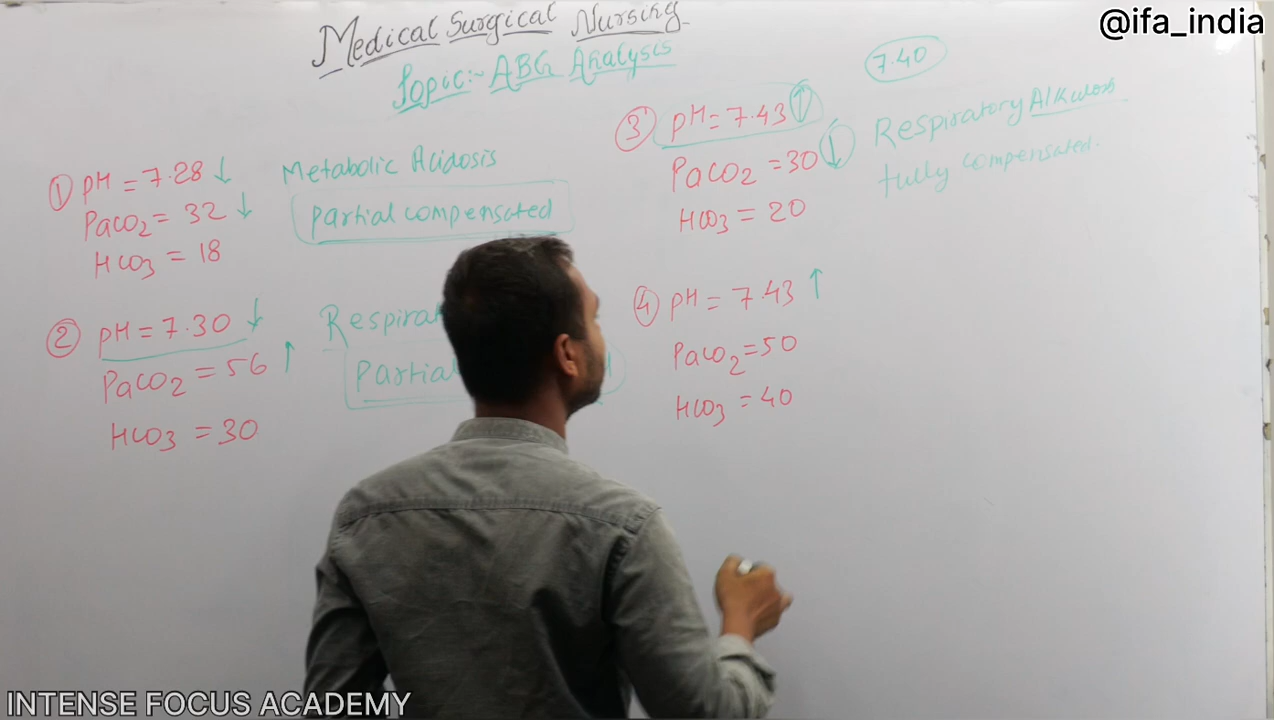 @ifa_india
Medical Surgical Nursing
Topic:- ABG Analysis
7.40
① pH = 7.28 ↓
PaCO2 = 32 ↓
HCO3 = 18
Metabolic Acidosis
Partial compensated
② pH = 7.30 ↓
PaCO2 = 56 ↑
HCO3 = 30
Partial
③ pH = 7.43 ↑
PaCO2 = 30 ↓
HCO3 = 20
Respiratory Alkalosis
fully compensated.
④ pH = 7.43 ↑
PaCO2 = 50
HCO3 = 40
INTENSE FOCUS ACADEMY